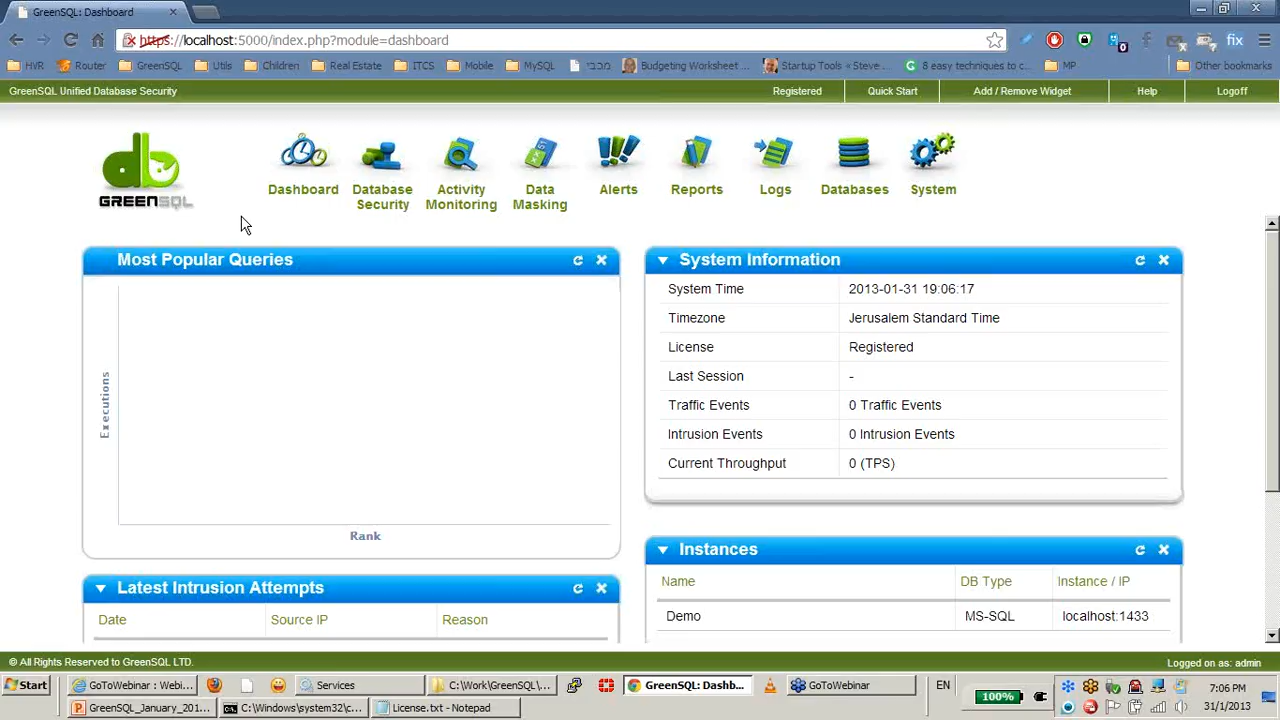 GreenSQL: Dashboard
https://localhost:5000/index.php?module=dashboard
HVR Router GreenSQL Utils Children Real Estate ITCS Mobile MySQL מכבי Budgeting Worksheet ... Startup Tools « Steve ... 8 easy techniques to c... MP Other bookmarks
GreenSQL Unified Database Security Registered Quick Start Add / Remove Widget Help Logoff
GREENSQL
Dashboard Database Security Activity Monitoring Data Masking Alerts Reports Logs Databases System
Most Popular Queries
Executions
Rank
System Information
System Time 2013-01-31 19:06:17
Timezone Jerusalem Standard Time
License Registered
Last Session -
Traffic Events 0 Traffic Events
Intrusion Events 0 Intrusion Events
Current Throughput 0 (TPS)
Latest Intrusion Attempts
Date Source IP Reason
Instances
Name DB Type Instance / IP
Demo MS-SQL localhost:1433
© All Rights Reserved to GreenSQL LTD. Logged on as: admin
Start GoToWebinar : Webi... Services C:\Work\GreenSQL\... GreenSQL: Dashb... GoToWebinar EN 100% 7:06 PM
GreenSQL_January_201... C:\Windows\system32\c... License.txt - Notepad 31/1/2013